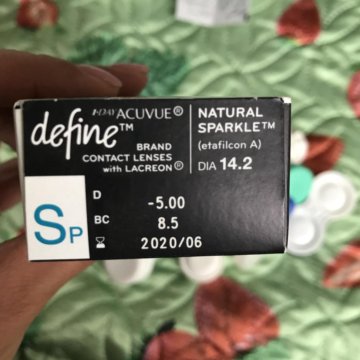 1-DAY ACUVUE®
define™
BRAND
CONTACT LENSES
with LACREON®
NATURAL
SPARKLE™
(etafilcon A)
DIA 14.2
SP
D -5.00
BC 8.5
2020/06